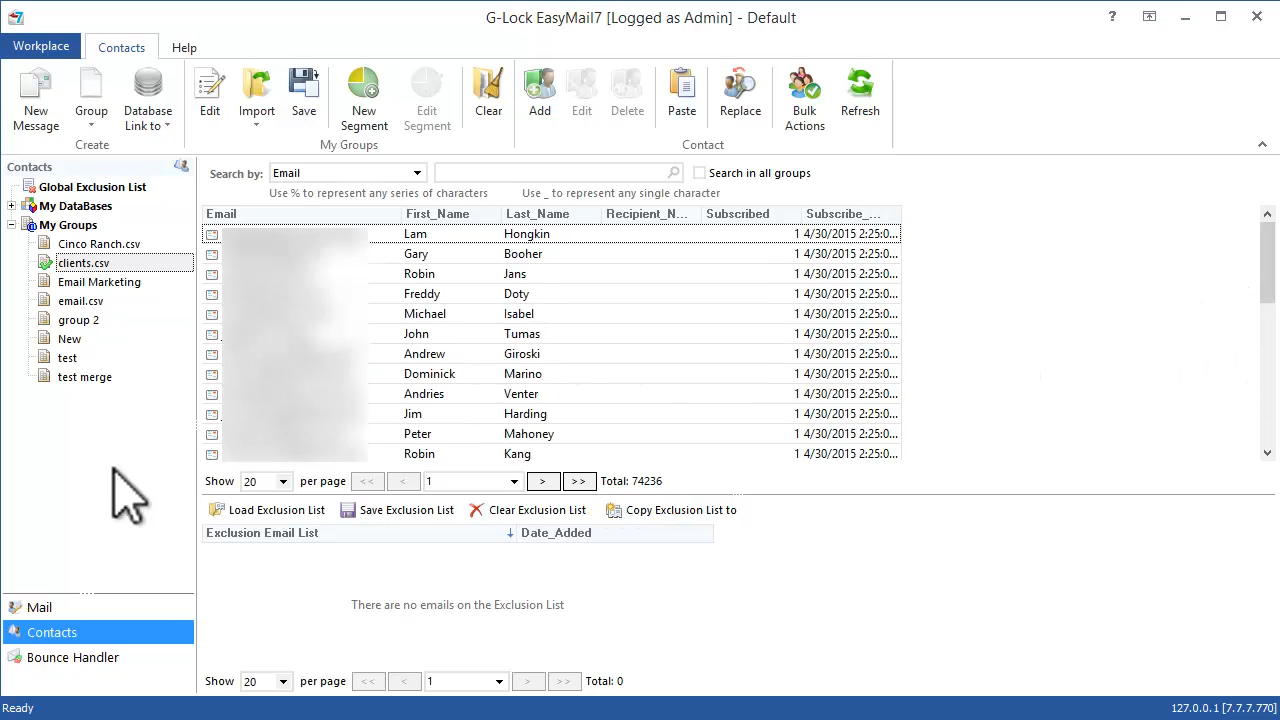 G-Lock EasyMail7 [Logged as Admin] - Default
Workplace Contacts Help
New Message
Group
Database Link to
Edit
Import
Save
New Segment
Edit Segment
Clear
Add
Edit
Delete
Paste
Replace
Bulk Actions
Refresh
Create My Groups Contact
Contacts
Global Exclusion List
My DataBases
My Groups
Cinco Ranch.csv
clients.csv
Email Marketing
email.csv
group 2
New
test
test merge
Mail
Contacts
Bounce Handler
Search by: Email Search in all groups
Use % to represent any series of characters Use _ to represent any single character
Email First_Name Last_Name Recipient_N... Subscribed Subscribe_...
Lam Hongkin 1 4/30/2015 2:25:0...
Gary Booher 1 4/30/2015 2:25:0...
Robin Jans 1 4/30/2015 2:25:0...
Freddy Doty 1 4/30/2015 2:25:0...
Michael Isabel 1 4/30/2015 2:25:0...
John Tumas 1 4/30/2015 2:25:0...
Andrew Giroski 1 4/30/2015 2:25:0...
Dominick Marino 1 4/30/2015 2:25:0...
Andries Venter 1 4/30/2015 2:25:0...
Jim Harding 1 4/30/2015 2:25:0...
Peter Mahoney 1 4/30/2015 2:25:0...
Robin Kang 1 4/30/2015 2:25:0...
Show 20 per page << < 1 > >> Total: 74236
Load Exclusion List Save Exclusion List Clear Exclusion List Copy Exclusion List to
Exclusion Email List Date_Added
There are no emails on the Exclusion List
Show 20 per page << < 1 > >> Total: 0
Ready 127.0.0.1 [7.7.7.770]